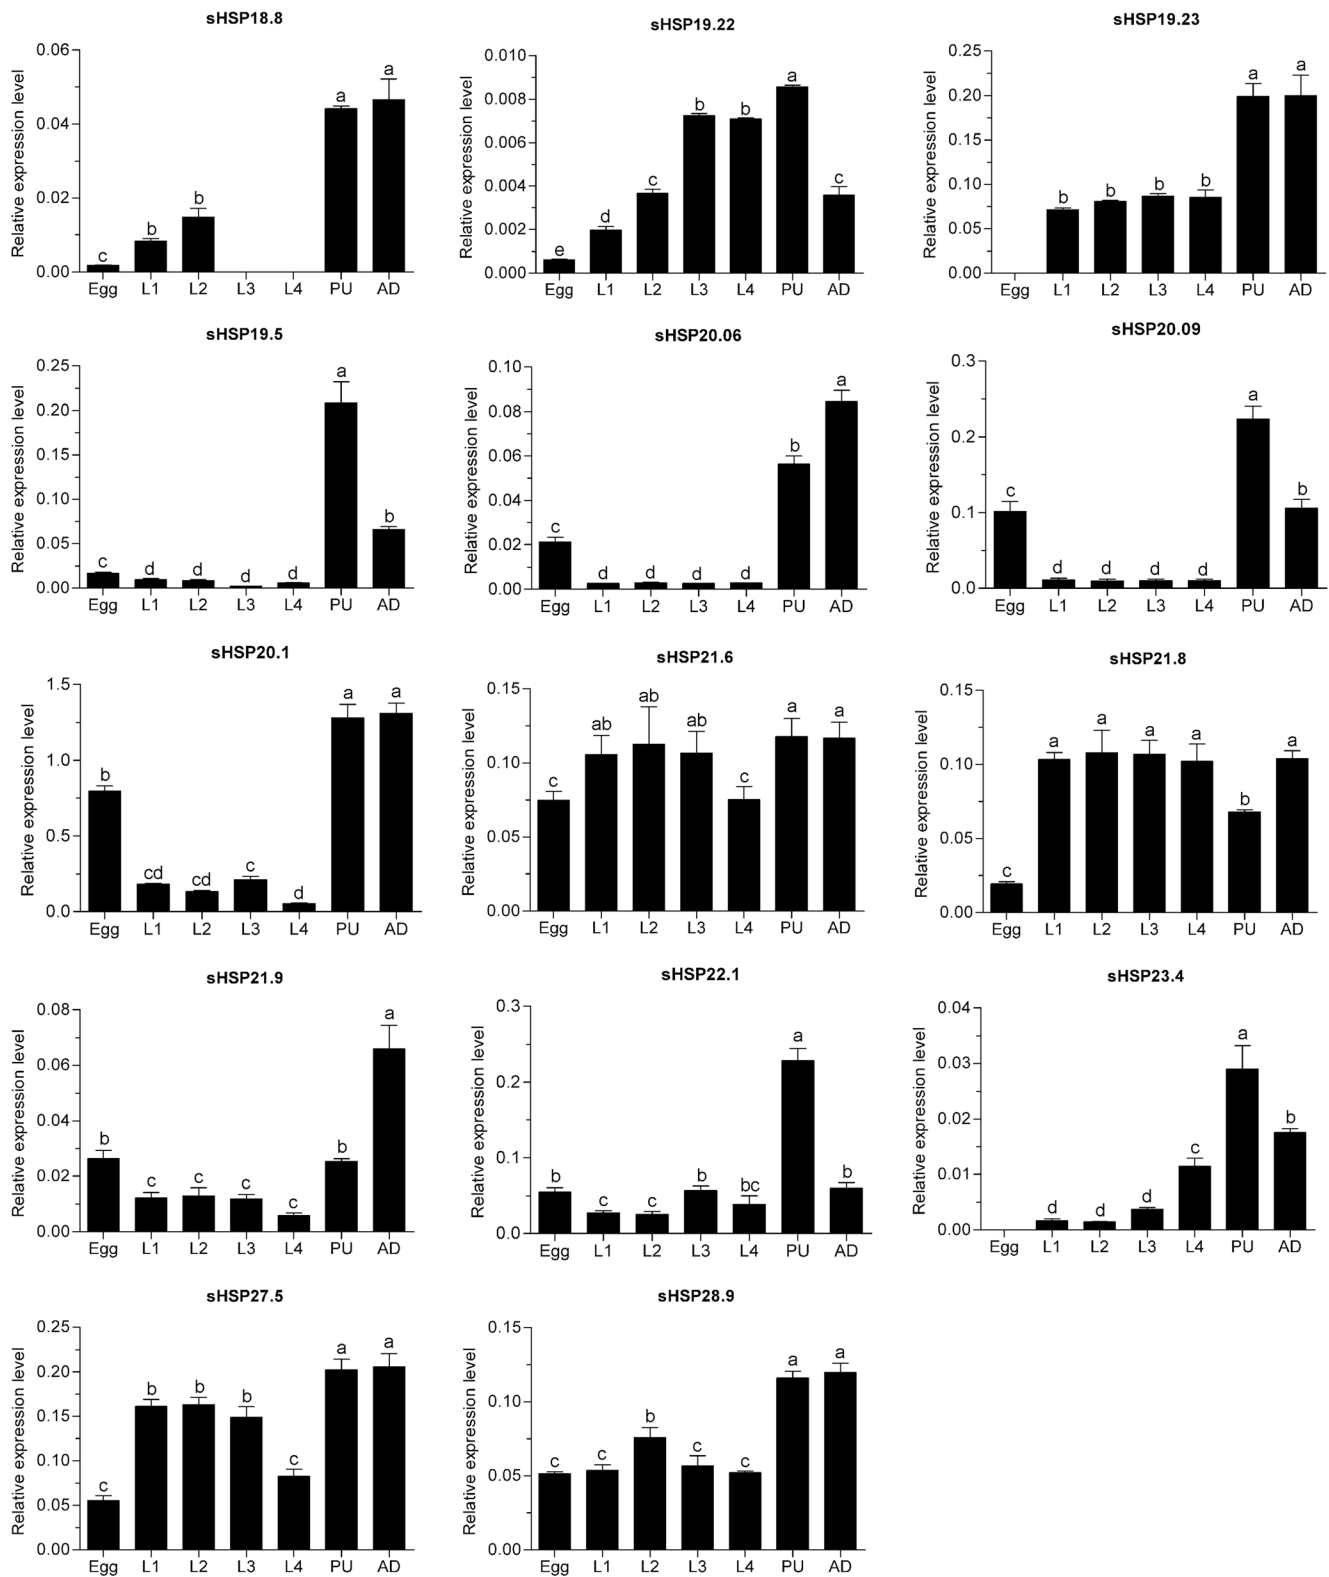 sHSP18.8
Relative expression level
0.06
0.04
0.02
0.00
c b b a a
Egg L1 L2 L3 L4 PU AD
sHSP19.22
Relative expression level
0.010
0.008
0.006
0.004
0.002
0.000
e d c b b a c
Egg L1 L2 L3 L4 PU AD
sHSP19.23
Relative expression level
0.25
0.20
0.15
0.10
0.05
0.00
b b b b a a
Egg L1 L2 L3 L4 PU AD
sHSP19.5
Relative expression level
0.25
0.20
0.15
0.10
0.05
0.00
c d d d d a b
Egg L1 L2 L3 L4 PU AD
sHSP20.06
Relative expression level
0.10
0.08
0.06
0.04
0.02
0.00
c d d d d b a
Egg L1 L2 L3 L4 PU AD
sHSP20.09
Relative expression level
0.3
0.2
0.1
0.0
c d d d d a b
Egg L1 L2 L3 L4 PU AD
sHSP20.1
Relative expression level
1.5
1.0
0.5
0.0
b cd cd c d a a
Egg L1 L2 L3 L4 PU AD
sHSP21.6
Relative expression level
0.15
0.10
0.05
0.00
c ab ab ab c a a
Egg L1 L2 L3 L4 PU AD
sHSP21.8
Relative expression level
0.15
0.10
0.05
0.00
c a a a a b a
Egg L1 L2 L3 L4 PU AD
sHSP21.9
Relative expression level
0.08
0.06
0.04
0.02
0.00
b c c c c b a
Egg L1 L2 L3 L4 PU AD
sHSP22.1
Relative expression level
0.3
0.2
0.1
0.0
b c c b bc a b
Egg L1 L2 L3 L4 PU AD
sHSP23.4
Relative expression level
0.04
0.03
0.02
0.01
0.00
d d d c a b
Egg L1 L2 L3 L4 PU AD
sHSP27.5
Relative expression level
0.25
0.20
0.15
0.10
0.05
0.00
c b b b c a a
Egg L1 L2 L3 L4 PU AD
sHSP28.9
Relative expression level
0.15
0.10
0.05
0.00
c c b c c a a
Egg L1 L2 L3 L4 PU AD